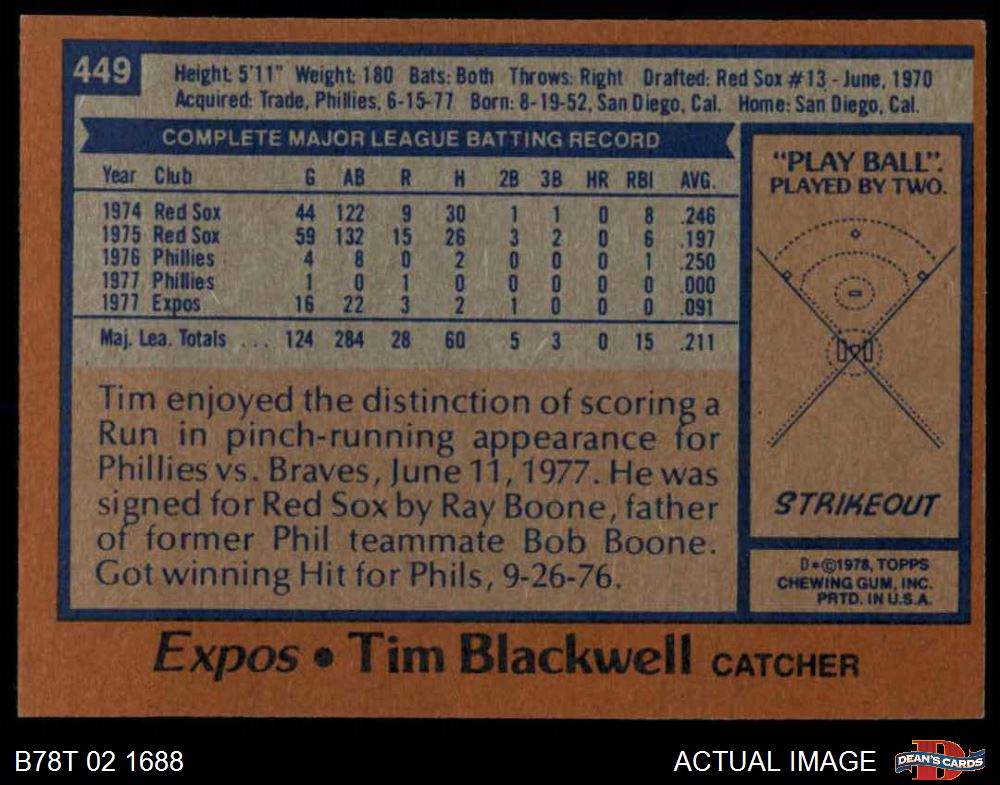 449
Height: 5'11" Weight: 180 Bats: Both Throws: Right Drafted: Red Sox #13 - June, 1970
Acquired: Trade, Phillies, 6-15-77 Born: 8-19-52, San Diego, Cal. Home: San Diego, Cal.
COMPLETE MAJOR LEAGUE BATTING RECORD
Year Club G AB R H 2B 3B HR RBI AVG.
1974 Red Sox 44 122 9 30 1 1 0 8 .246
1975 Red Sox 59 132 15 26 3 2 0 6 .197
1976 Phillies 4 8 0 2 0 0 0 1 .250
1977 Phillies 1 0 1 0 0 0 0 0 .000
1977 Expos 16 22 3 2 1 0 0 0 .091
Maj. Lea. Totals ... 124 284 28 60 5 3 0 15 .211
Tim enjoyed the distinction of scoring a
Run in pinch-running appearance for
Phillies vs. Braves, June 11, 1977. He was
signed for Red Sox by Ray Boone, father
of former Phil teammate Bob Boone.
Got winning Hit for Phils, 9-26-76.
"PLAY BALL".
PLAYED BY TWO.
STRIKEOUT
D*©1978, TOPPS
CHEWING GUM, INC.
PRTD. IN U.S.A.
Expos • Tim Blackwell CATCHER
B78T 02 1688
ACTUAL IMAGE
D
DEAN'S CARDS